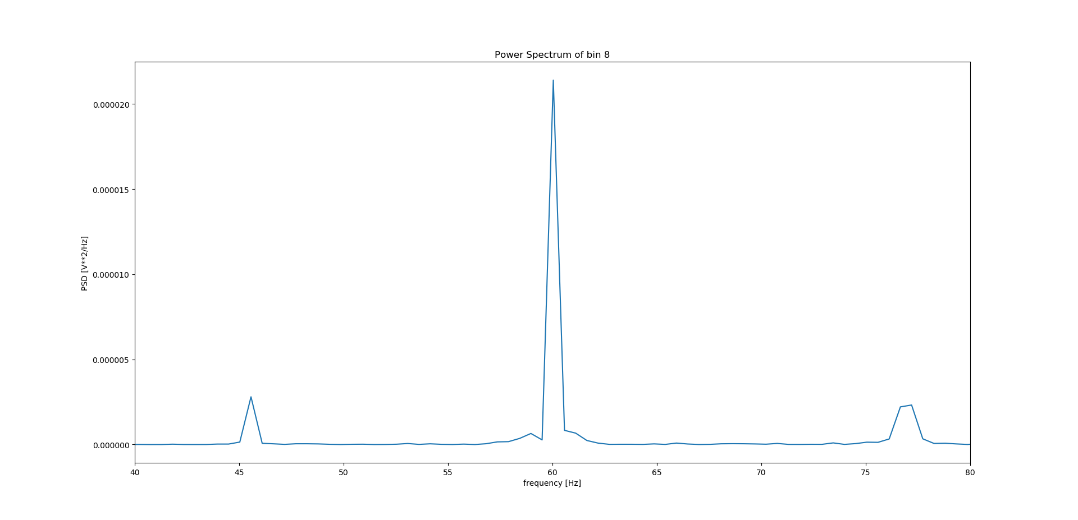 Power Spectrum of bin 8
PSD [V**2/Hz]
0.000020
0.000015
0.000010
0.000005
0.000000
40 45 50 55 60 65 70 75 80
frequency [Hz]